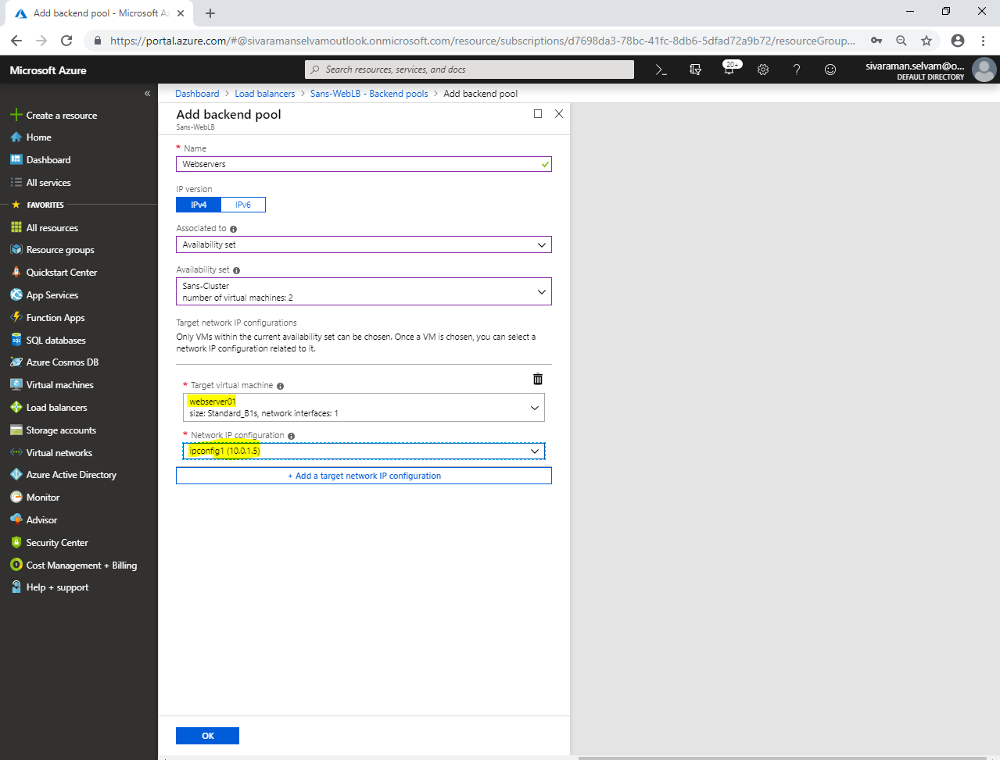 Add backend pool - Microsoft Az
https://portal.azure.com/#@sivaramanselvamoutlook.onmicrosoft.com/resource/subscriptions/d7698da3-78bc-41fc-8db6-5dfad72a9b72/resourceGroup...
Microsoft Azure
Search resources, services, and docs
20+
sivaraman.selvam@o...
DEFAULT DIRECTORY
Create a resource
Home
Dashboard
All services
FAVORITES
All resources
Resource groups
Quickstart Center
App Services
Function Apps
SQL databases
Azure Cosmos DB
Virtual machines
Load balancers
Storage accounts
Virtual networks
Azure Active Directory
Monitor
Advisor
Security Center
Cost Management + Billing
Help + support
Dashboard > Load balancers > Sans-WebLB - Backend pools > Add backend pool
Add backend pool
Sans-WebLB
* Name
Webservers
IP version
IPv4 IPv6
Associated to
Availability set
Availability set
Sans-Cluster
number of virtual machines: 2
Target network IP configurations
Only VMs within the current availability set can be chosen. Once a VM is chosen, you can select a
network IP configuration related to it.
* Target virtual machine
webserver01
size: Standard_B1s, network interfaces: 1
* Network IP configuration
ipconfig1 (10.0.1.5)
+ Add a target network IP configuration
OK